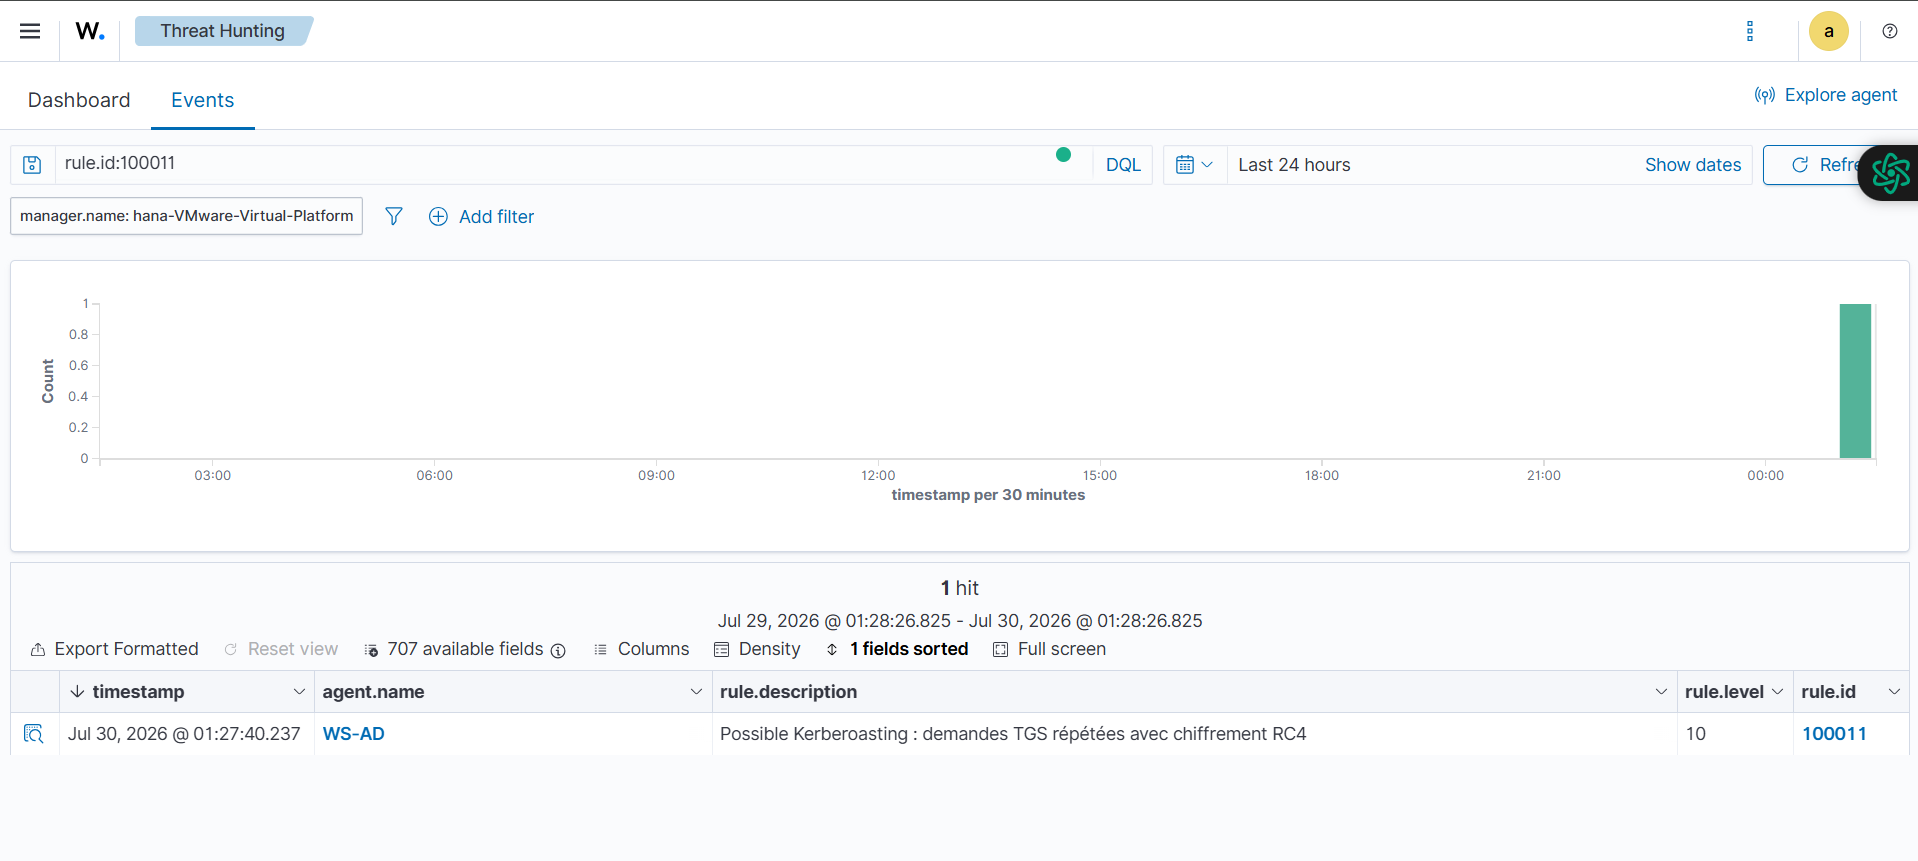 W.
Threat Hunting
a
Dashboard
Events
Explore agent
rule.id:100011
DQL
Last 24 hours
Show dates
Refre
manager.name: hana-VMware-Virtual-Platform
Add filter
1
0.8
0.6
0.4
0.2
0
Count
03:00
06:00
09:00
12:00
15:00
18:00
21:00
00:00
timestamp per 30 minutes
1 hit
Jul 29, 2026 @ 01:28:26.825 - Jul 30, 2026 @ 01:28:26.825
Export Formatted
Reset view
707 available fields
Columns
Density
1 fields sorted
Full screen
timestamp
agent.name
rule.description
rule.level
rule.id
Jul 30, 2026 @ 01:27:40.237
WS-AD
Possible Kerberoasting : demandes TGS répétées avec chiffrement RC4
10
100011